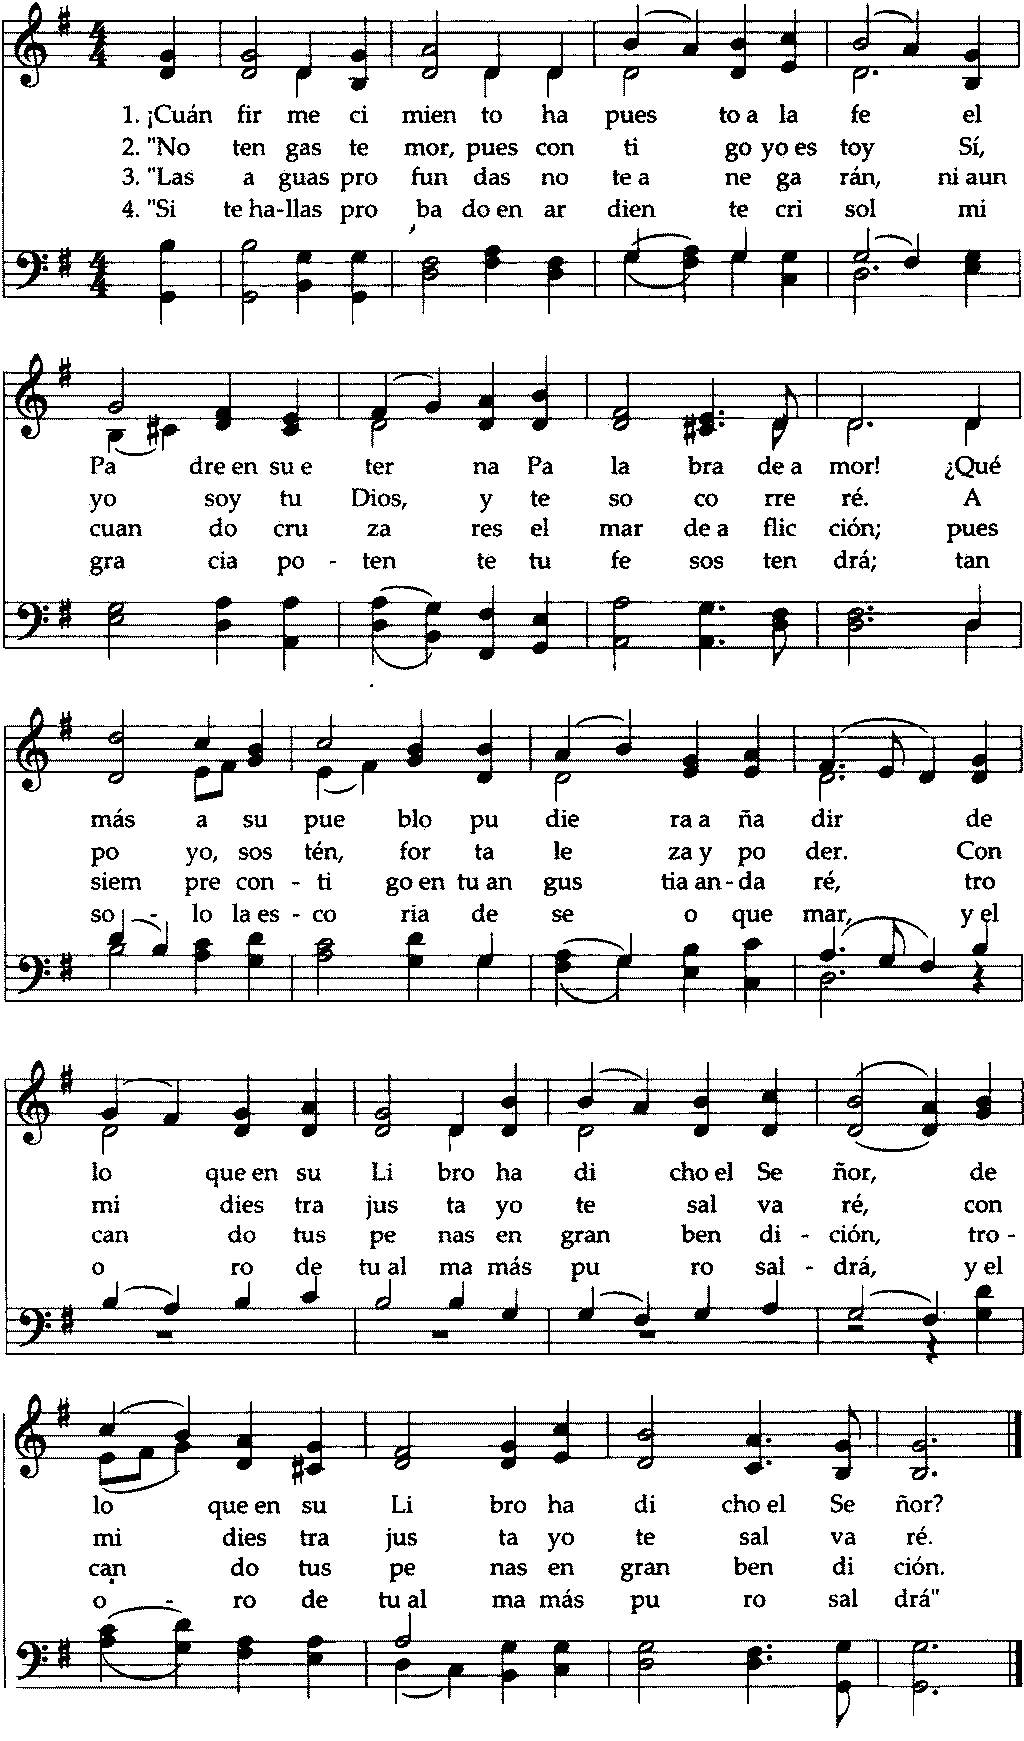 1. ¡Cuán fir me ci mien to ha pues to a la fe el
2. "No ten gas te mor, pues con ti go yo es toy Sí,
3. "Las a guas pro fun das no te a ne ga rán, ni aun
4. "Si te ha-llas pro ba do en ar dien te cri sol mi
Pa dre en su e ter na Pa la bra de a mor! ¿Qué
yo soy tu Dios, y te so co rre ré. A
cuan do cru za res el mar de a flic ción; pues
gra cia po - ten te tu fe sos ten drá; tan
más a su pue blo pu die ra a ña dir de
po yo, sos tén, for ta le za y po der. Con
siem pre con - ti go en tu an gus tia an - da ré, tro
so - lo la es - co ria de se o que mar, y el
lo que en su Li bro ha di cho el Se ñor, de
mi dies tra jus ta yo te sal va ré, con
can do tus pe nas en gran ben di - ción, tro -
o ro de tu al ma más pu ro sal - drá, y el
lo que en su Li bro ha di cho el Se ñor?
mi dies tra jus ta yo te sal va ré.
can do tus pe nas en gran ben di ción.
o - ro de tu al ma más pu ro sal drá"